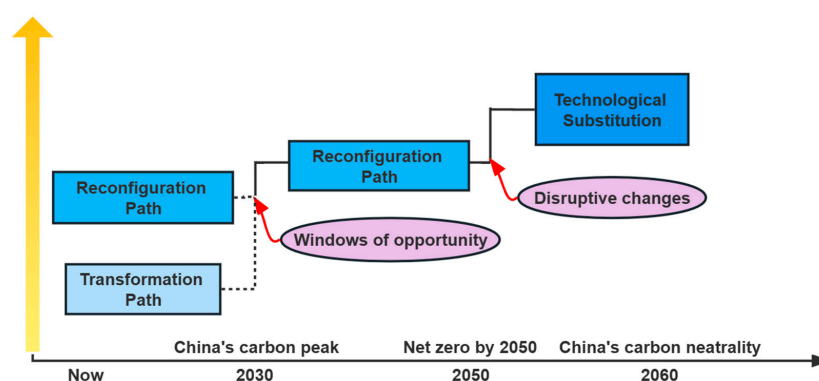 Technological
Substitution
Reconfiguration
Path
Reconfiguration
Path
Disruptive changes
Windows of opportunity
Transformation
Path
China's carbon peak
Net zero by 2050
China's carbon neatrality
Now
2030
2050
2060